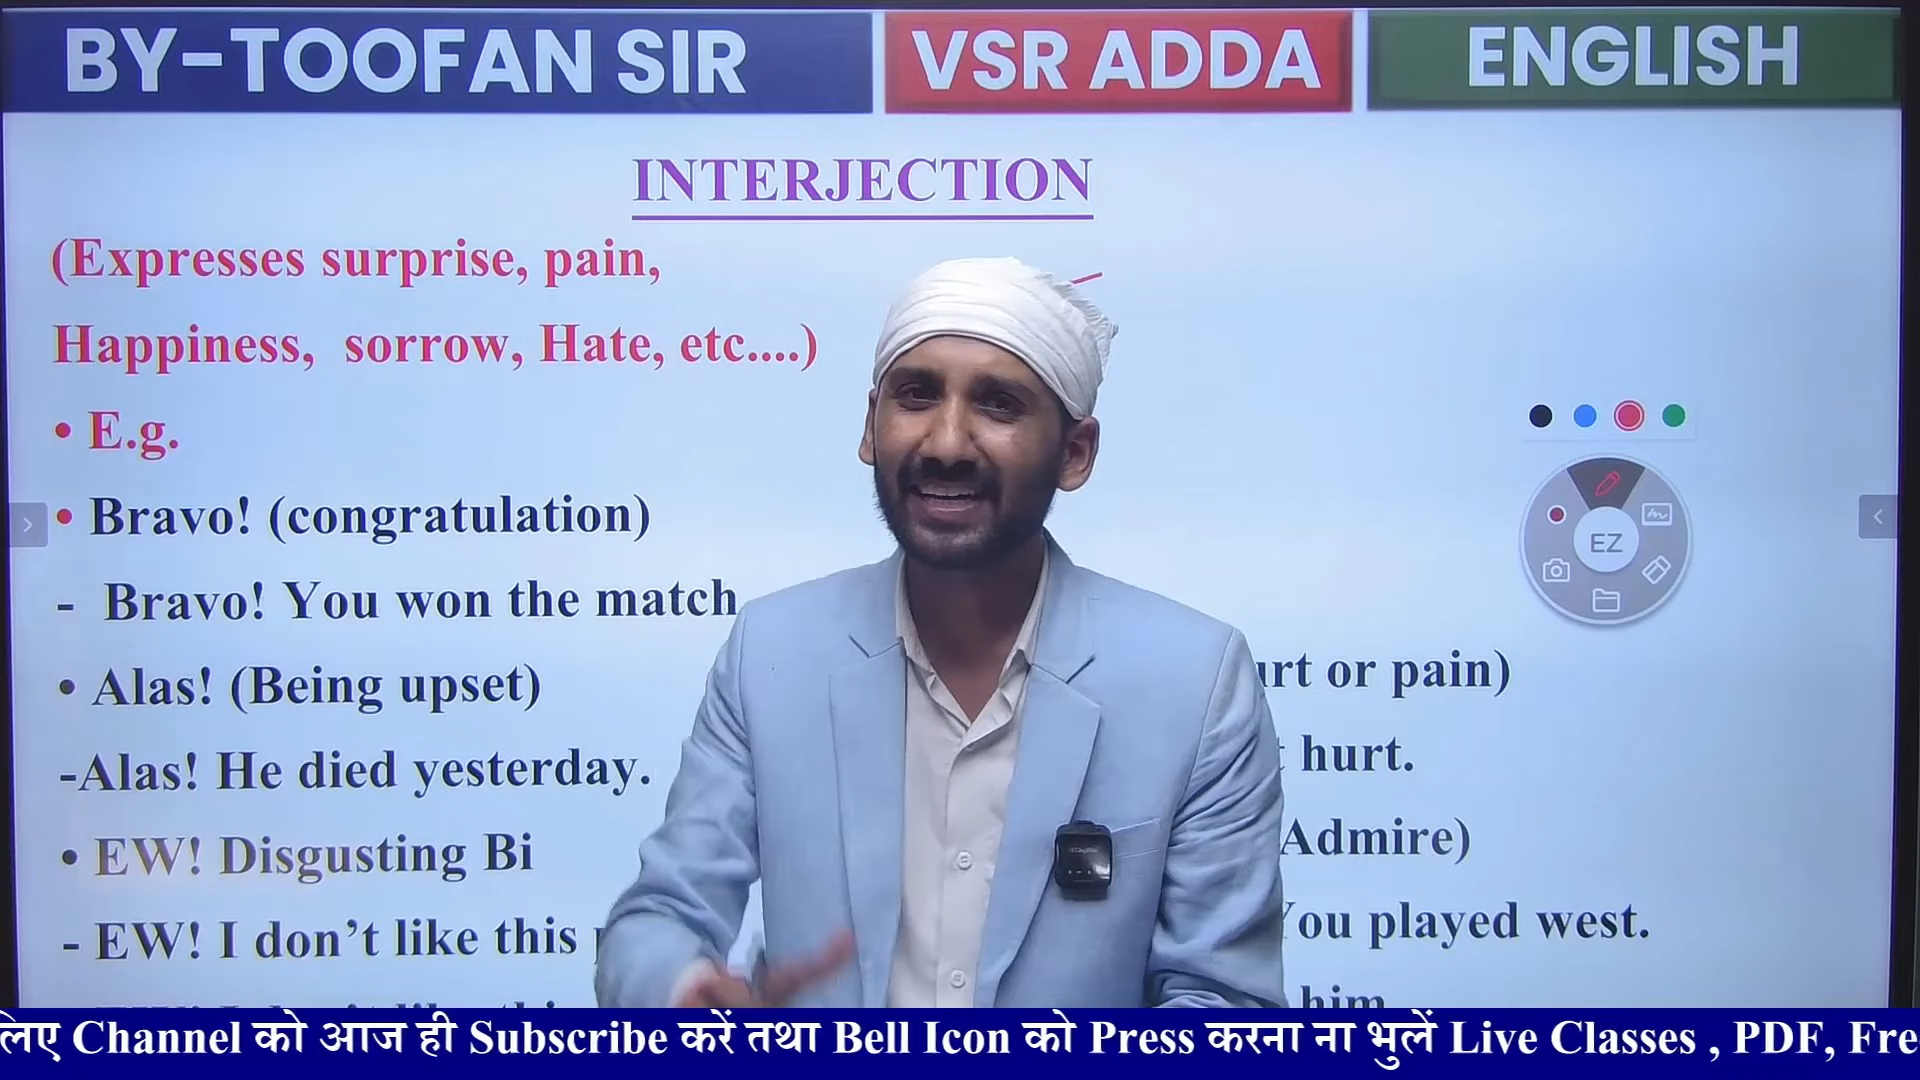 BY-TOOFAN SIR
VSR ADDA
ENGLISH
INTERJECTION
(Expresses surprise, pain,
Happiness, sorrow, Hate, etc....)
• E.g.
• Bravo! (congratulation)
- Bravo! You won the match
• Alas! (Being upset)
-Alas! He died yesterday.
• EW! Disgusting Bi
- EW! I don’t like this
or pain)
hurt.
Admire)
You played west.
him
EZ
लिए Channel को आज ही Subscribe करें तथा Bell Icon को Press करना ना भुलें Live Classes , PDF, Fre